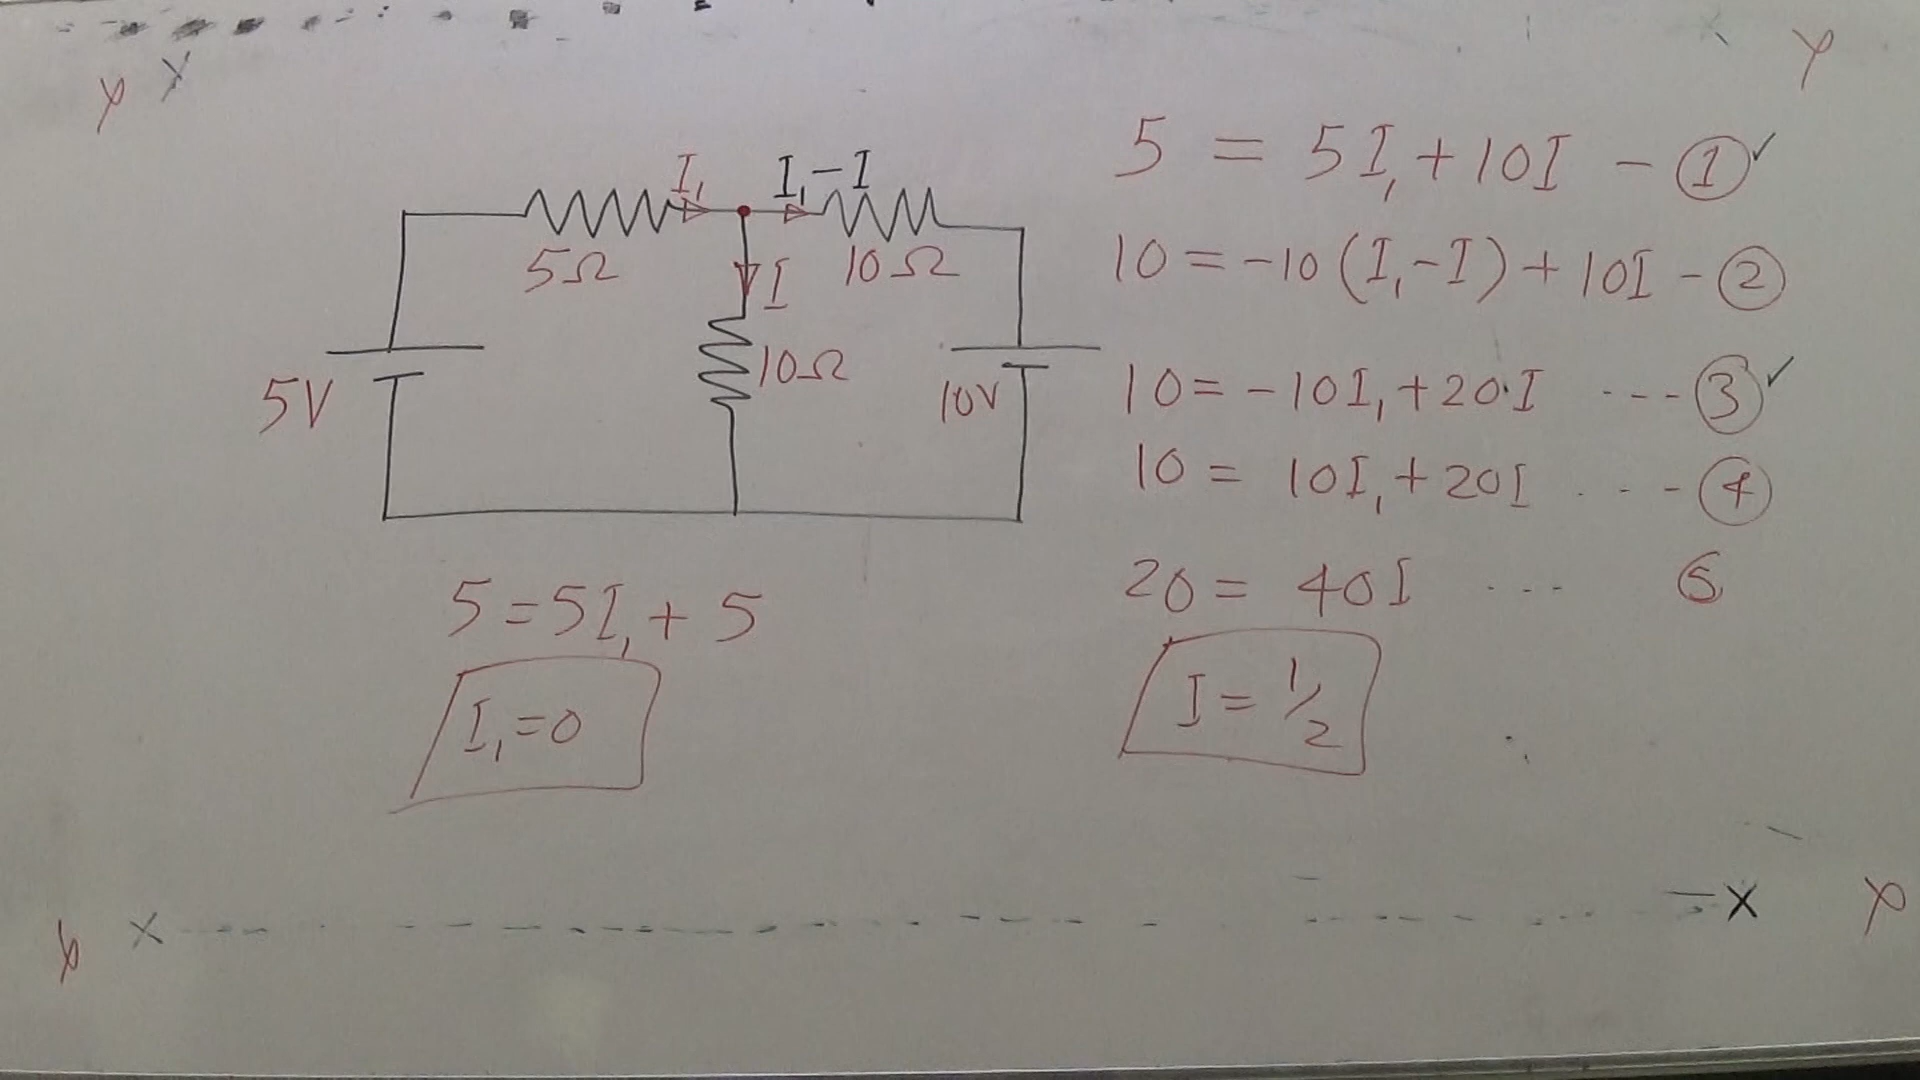 I₁
I₁-I
5Ω
10Ω
I
10Ω
5V
10V
5 = 5I₁+10I - ① ✓
10 = -10 (I₁-I) + 10I - ②
10 = -10I₁+20·I --- ③ ✓
10 = 10I₁+20I --- ④
20 = 40I --- ⑤
I = 1/2
5 = 5I₁ + 5
I₁=0